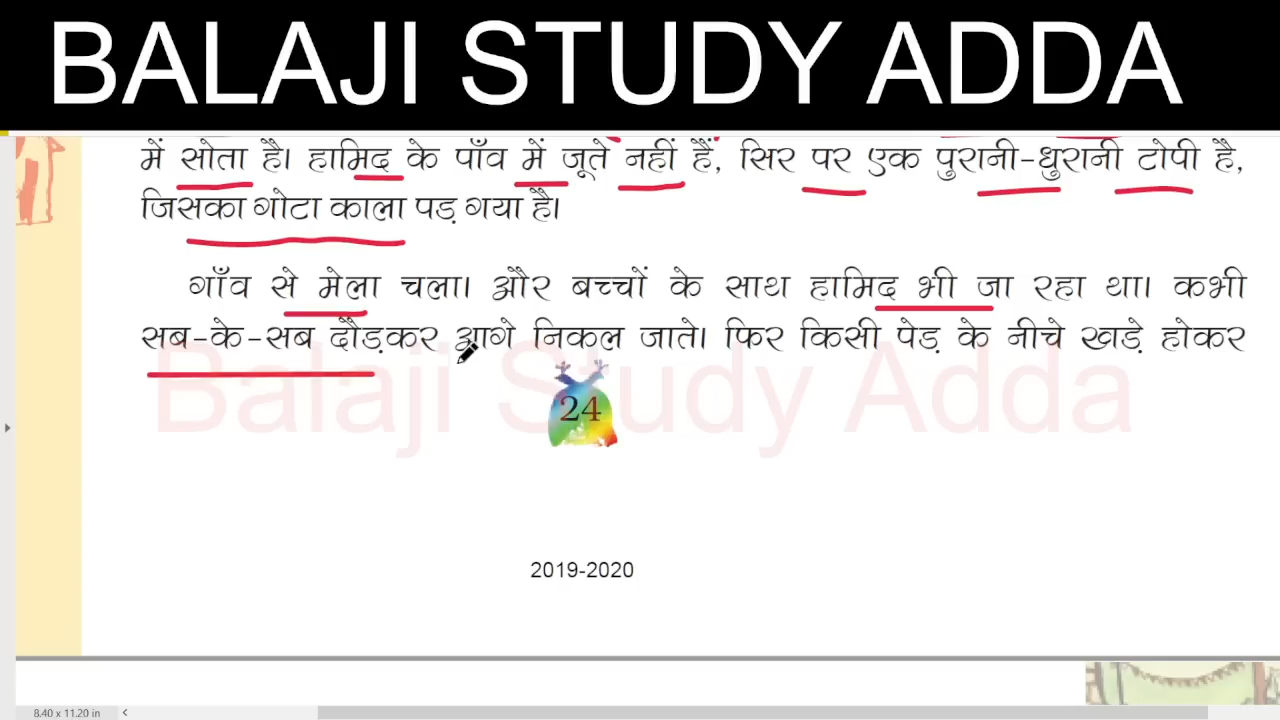 BALAJI STUDY ADDA
में सोता है। हामिद के पाँव में जूते नहीं हैं, सिर पर एक पुरानी-धुरानी टोपी है,
जिसका गोटा काला पड़ गया है।
गाँव से मेला चला। और बच्चों के साथ हामिद भी जा रहा था। कभी
सब-के-सब दौड़कर आगे निकल जाते। फिर किसी पेड़ के नीचे खड़े होकर
Balaji Study Adda
24
2019-2020
8.40 x 11.20 in